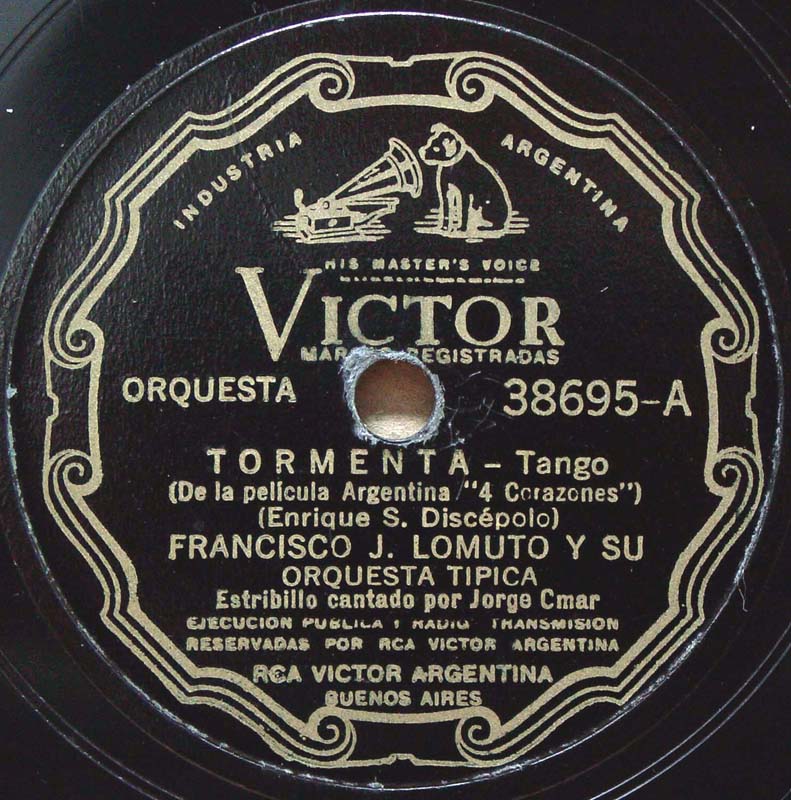 INDUSTRIA ARGENTINA
HIS MASTER'S VOICE
VICTOR
REGISTRADAS
ORQUESTA 38695-A
TORMENTA - Tango
(De la película Argentina "4 Corazones")
(Enrique S. Discépolo)
FRANCISCO J. LOMUTO Y SU
ORQUESTA TIPICA
Estribillo cantado por Jorge Omar
EJECUCION PUBLICA Y RADIO TRANSMISION
RESERVADAS POR RCA VICTOR ARGENTINA
RCA VICTOR ARGENTINA
BUENOS AIRES